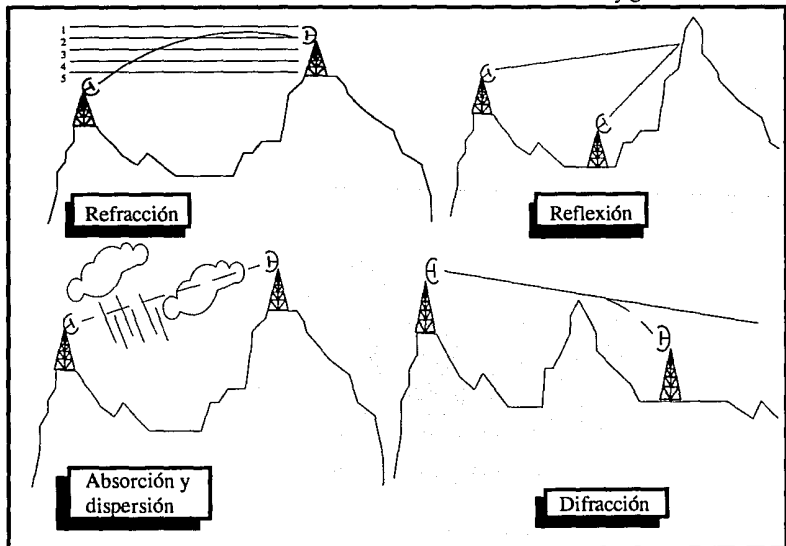 1
2
3
4
5
Refracción
Reflexión
Absorción y
dispersión
Difracción